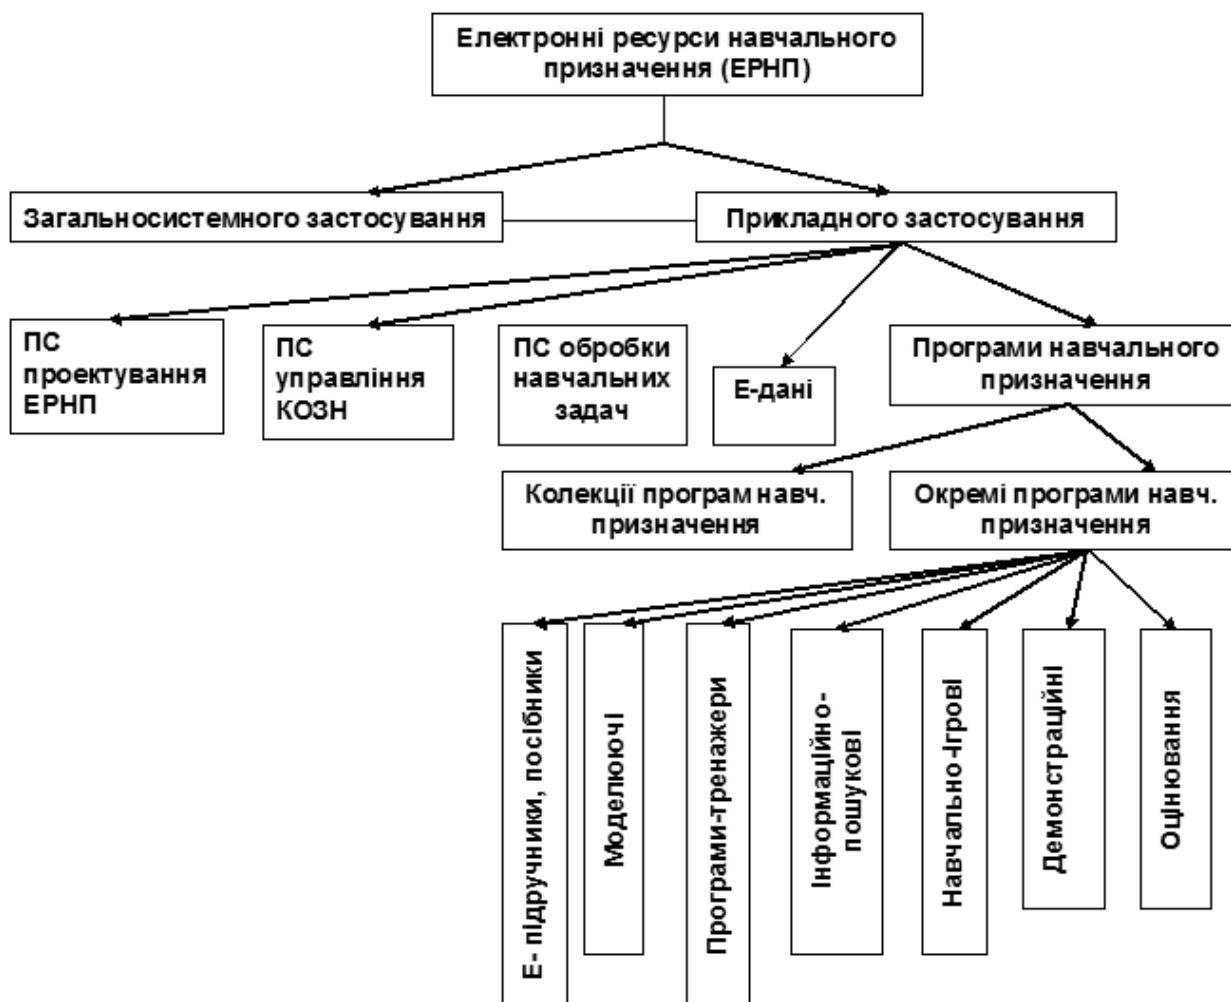 Електронні ресурси навчального
призначення (ЕРНП)
Загальносистемного застосування
Прикладного застосування
ПС
проектування
ЕРНП
ПС
управління
КОЗН
ПС обробки
навчальних
задач
Е-дані
Програми навчального
призначення
Колекції програм навч.
призначення
Окремі програми навч.
призначення
Е- підручники, посібники
Моделюючі
Програми-тренажери
Інформаційно-
пошукові
Навчально-ігрові
Демонстраційні
Оцінювання